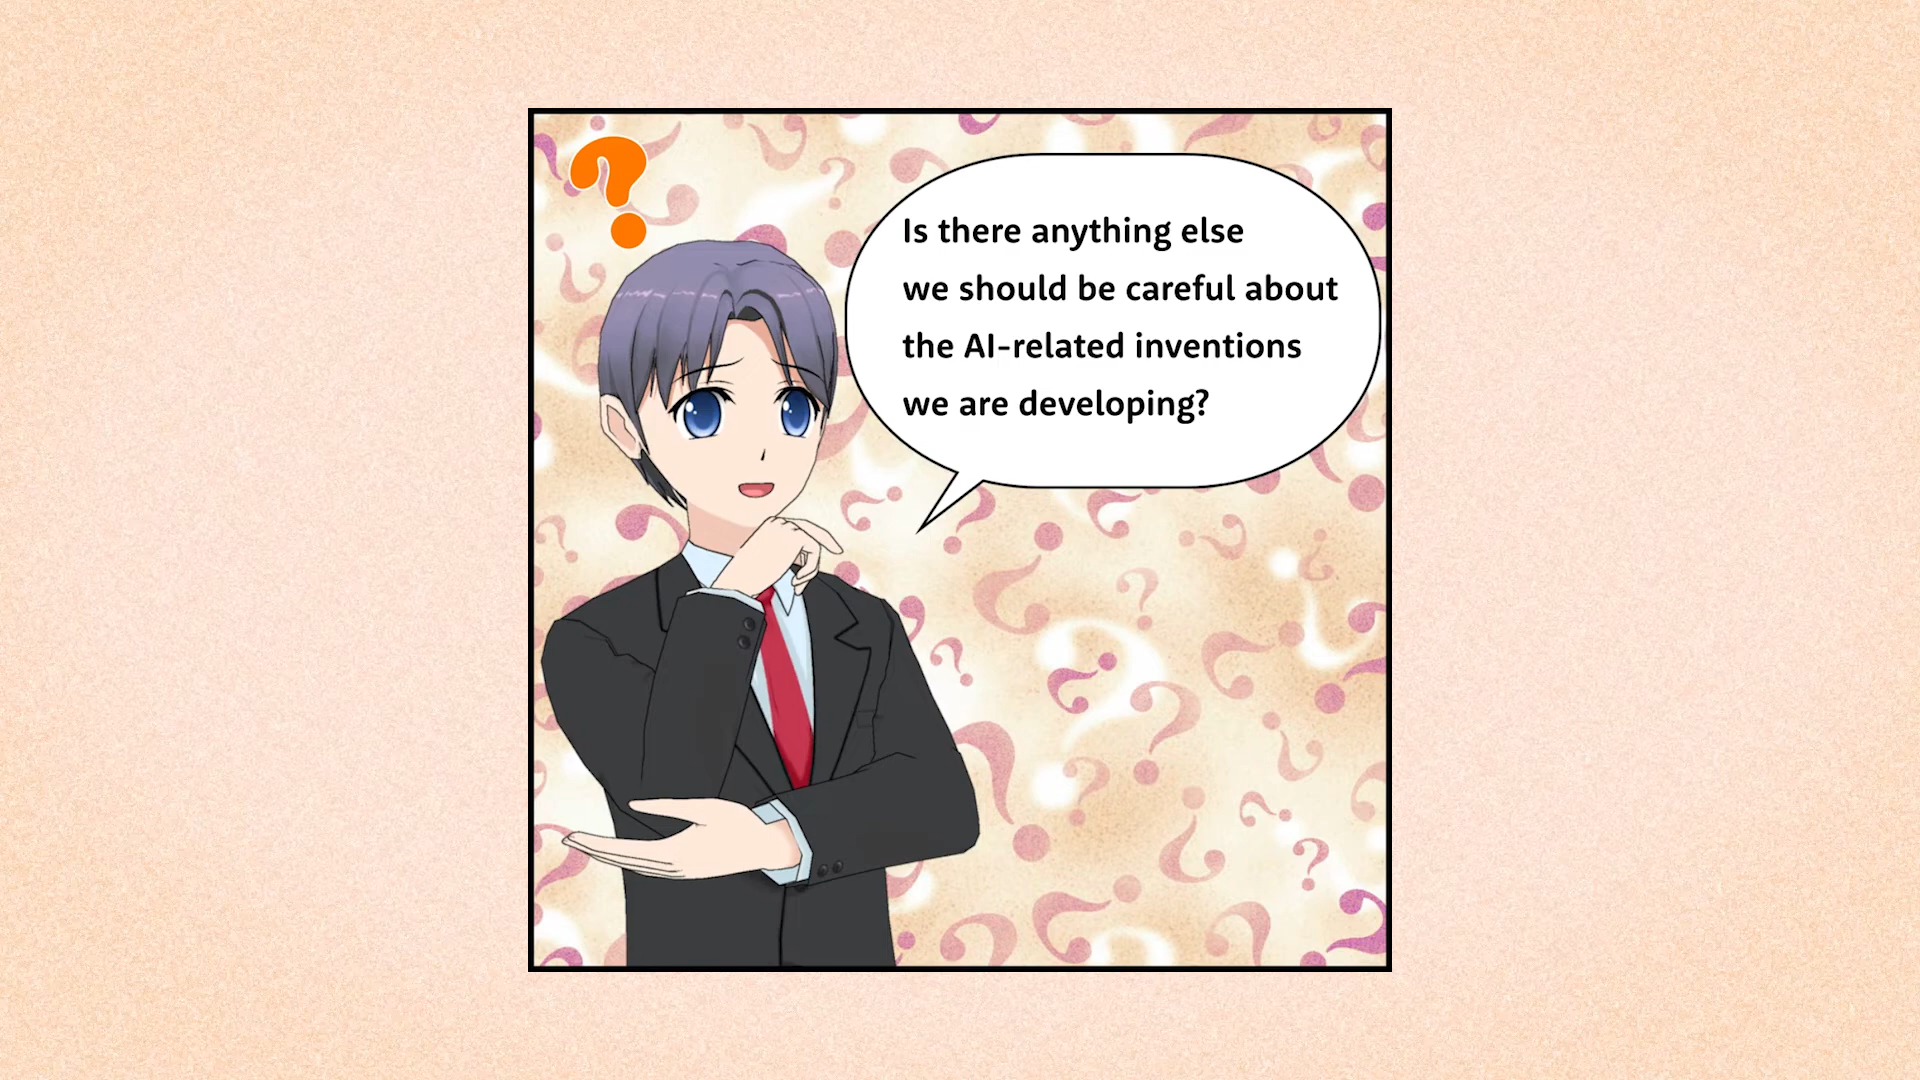 Is there anything else
we should be careful about
the AI-related inventions
we are developing?